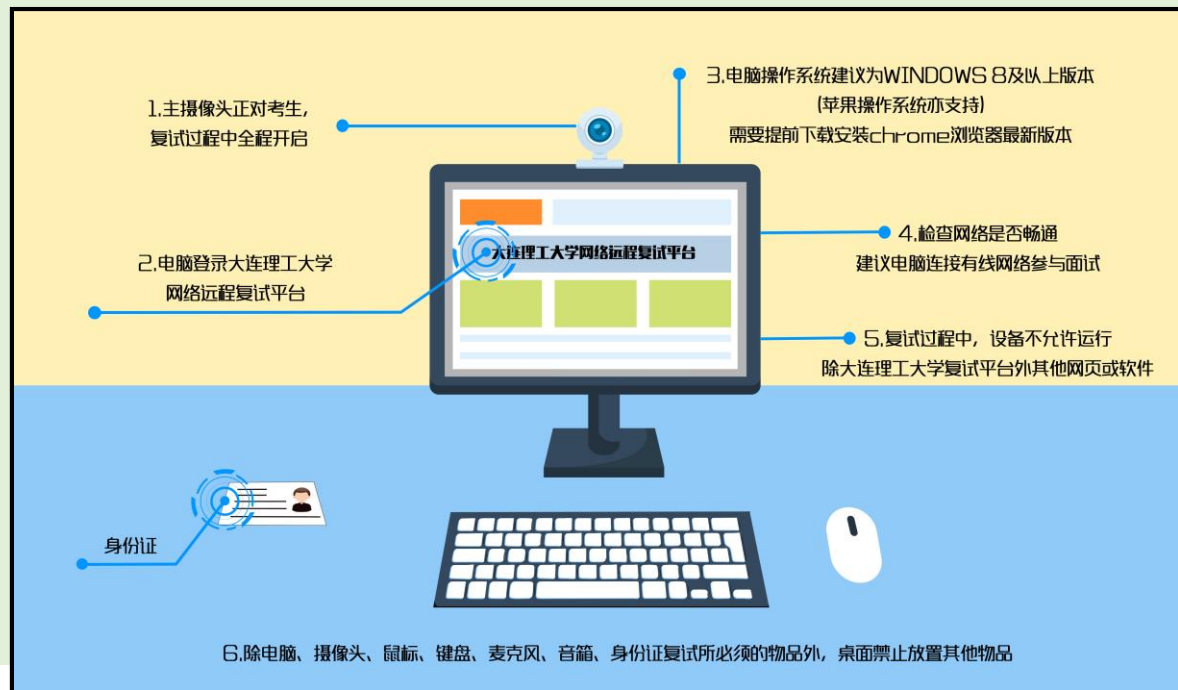 1.主摄像头正对考生，
复试过程中全程开启
2.电脑登录大连理工大学
网络远程复试平台
3.电脑操作系统建议为WINDOWS 8及以上版本
(苹果操作系统亦支持)
需要提前下载安装chrome浏览器最新版本
大连理工大学网络远程复试平台
4.检查网络是否畅通
建议电脑连接有线网络参与面试
5.复试过程中，设备不允许运行
除大连理工大学复试平台外其他网页或软件
身份证
6.除电脑、摄像头、鼠标、键盘、麦克风、音箱、身份证复试所必须的物品外，桌面禁止放置其他物品